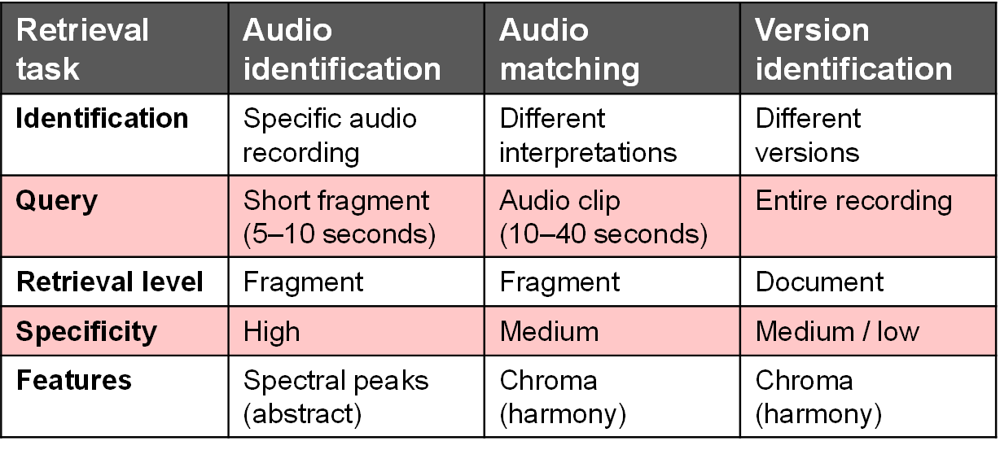 Retrieval task
Audio identification
Audio matching
Version identification
Identification
Specific audio recording
Different interpretations
Different versions
Query
Short fragment (5–10 seconds)
Audio clip (10–40 seconds)
Entire recording
Retrieval level
Fragment
Fragment
Document
Specificity
High
Medium
Medium / low
Features
Spectral peaks (abstract)
Chroma (harmony)
Chroma (harmony)